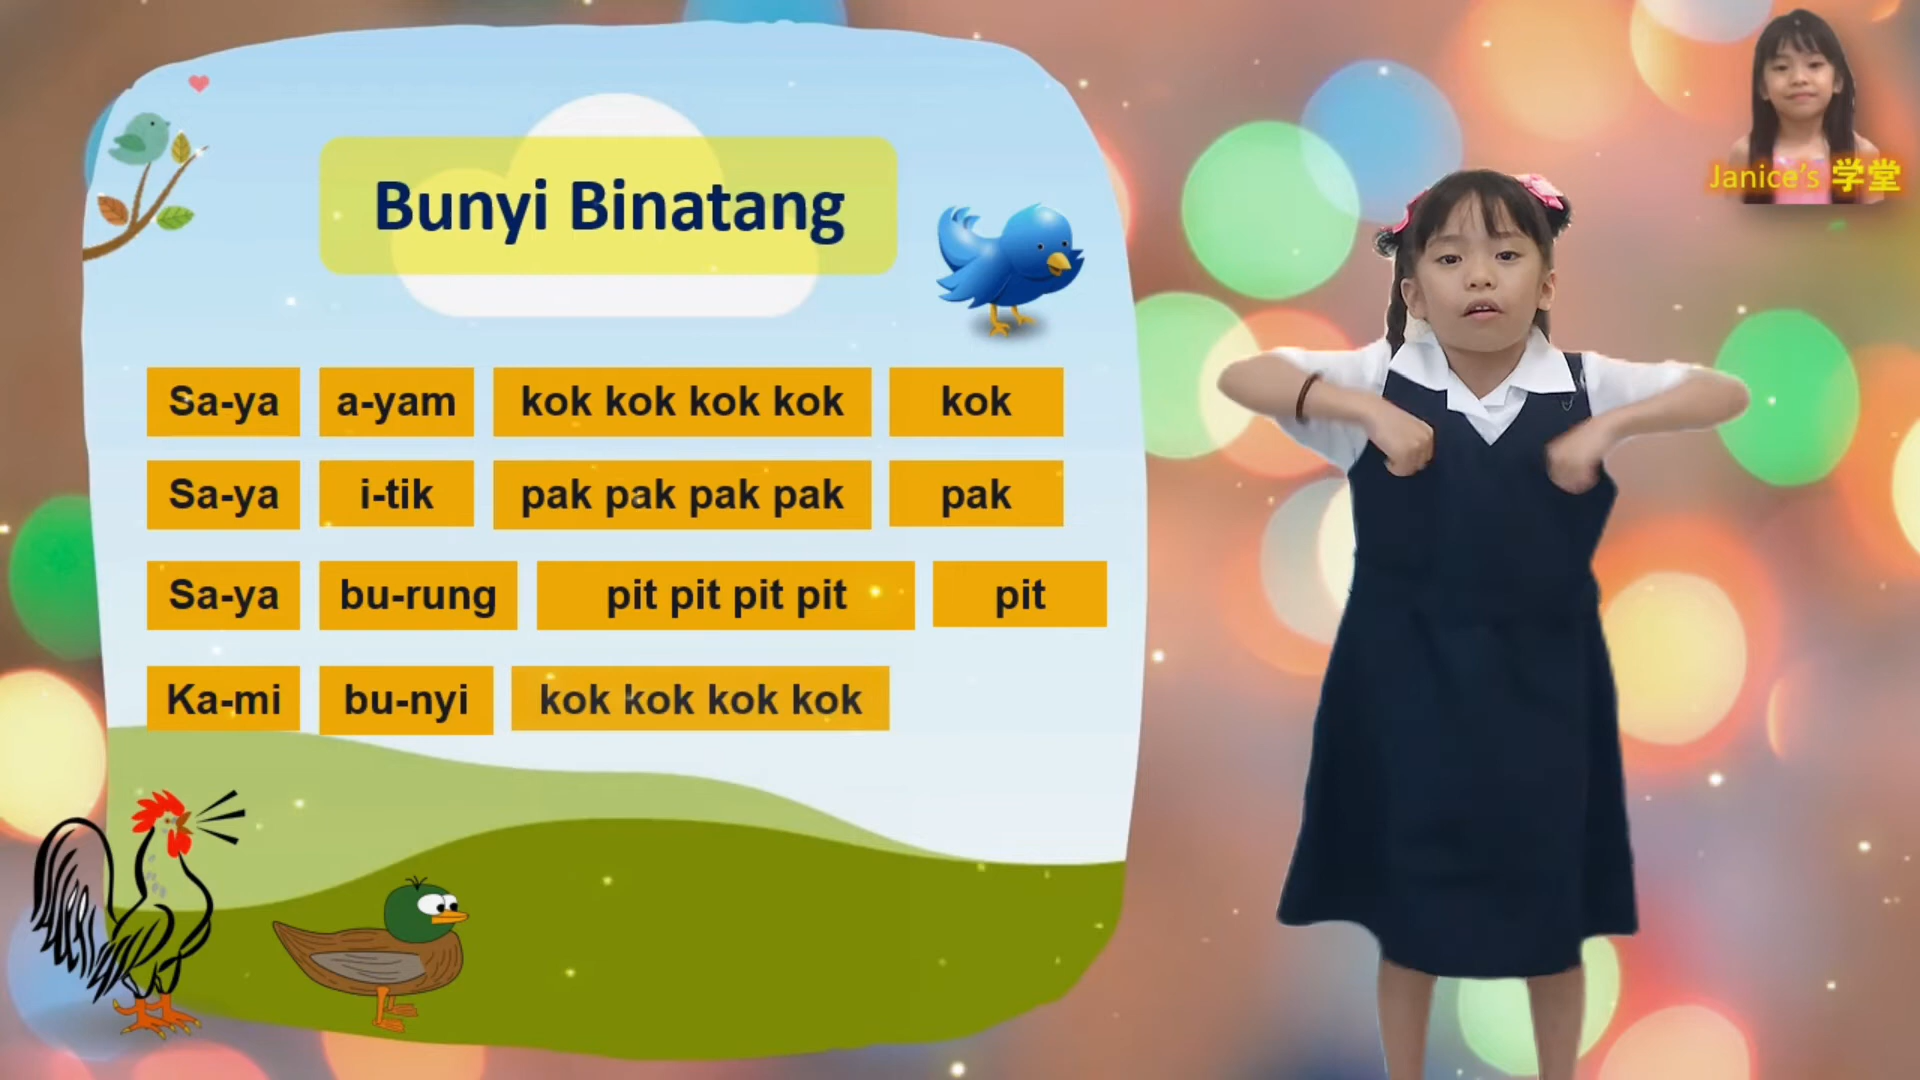 Bunyi Binatang
Sa-ya a-yam kok kok kok kok kok
Sa-ya i-tik pak pak pak pak pak
Sa-ya bu-rung pit pit pit pit pit
Ka-mi bu-nyi kok kok kok kok
Janice's 学堂